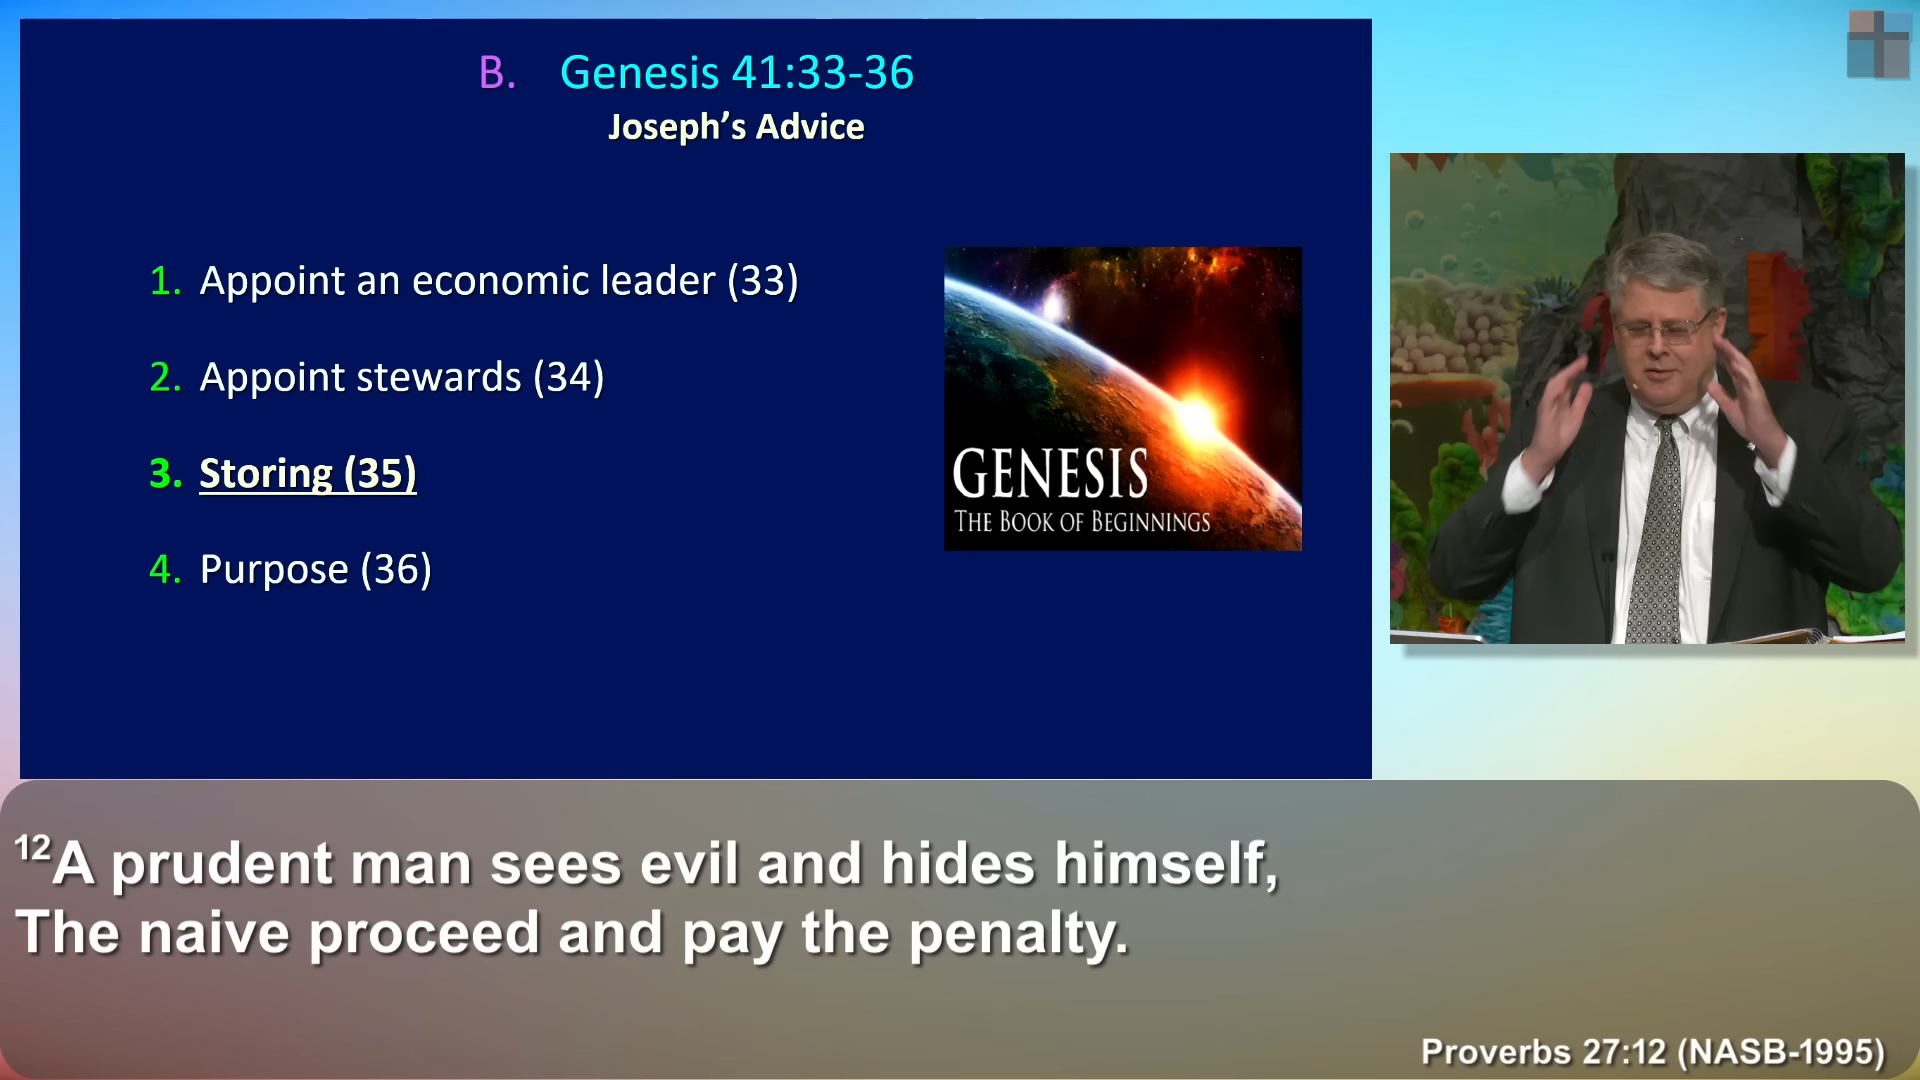 B. Genesis 41:33-36
Joseph’s Advice
1. Appoint an economic leader (33)
2. Appoint stewards (34)
3. Storing (35)
4. Purpose (36)
GENESIS
THE BOOK OF BEGINNINGS
12A prudent man sees evil and hides himself,
The naive proceed and pay the penalty.
Proverbs 27:12 (NASB-1995)